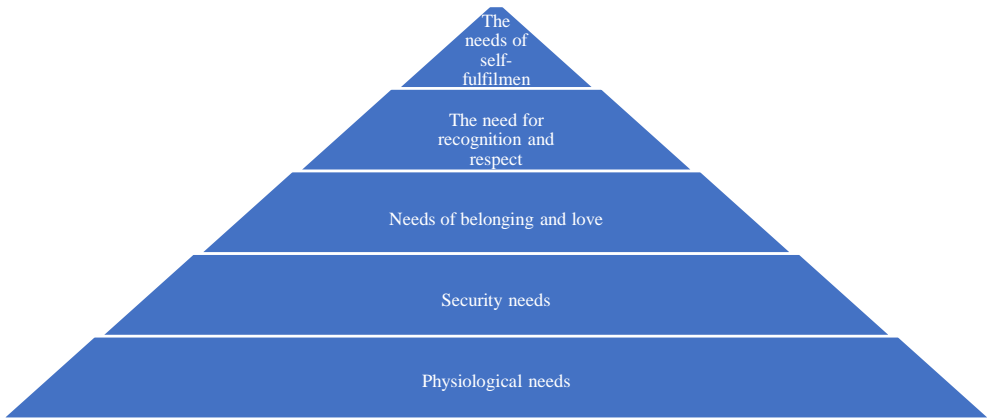 The
needs of
self-
fulfilmen
The need for
recognition and
respect
Needs of belonging and love
Security needs
Physiological needs